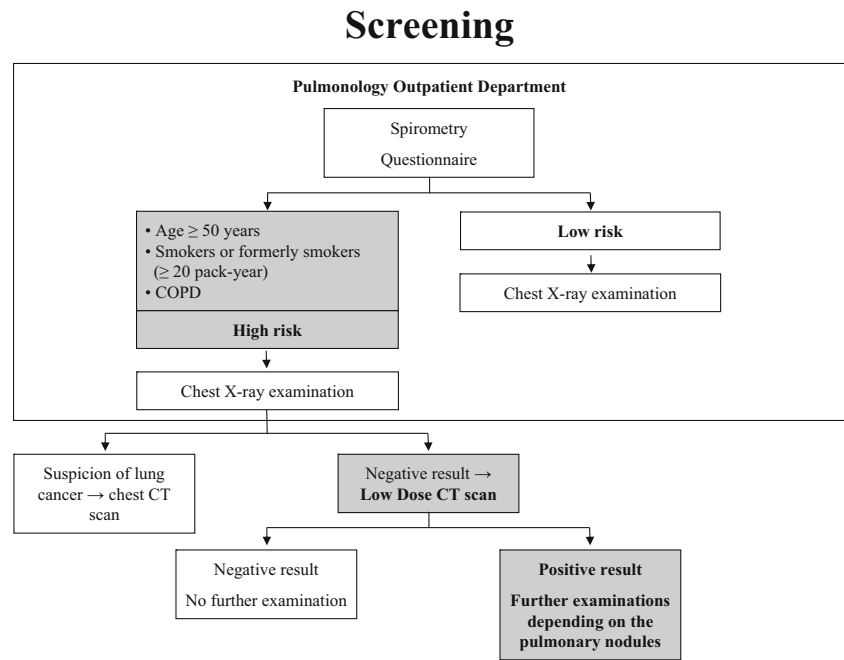 Screening
Pulmonology Outpatient Department
Spirometry
Questionnaire
• Age ≥ 50 years
• Smokers or formerly smokers
(≥ 20 pack-year)
• COPD
High risk
Low risk
Chest X-ray examination
Chest X-ray examination
Suspicion of lung
cancer → chest CT
scan
Negative result →
Low Dose CT scan
Negative result
No further examination
Positive result
Further examinations
depending on the
pulmonary nodules